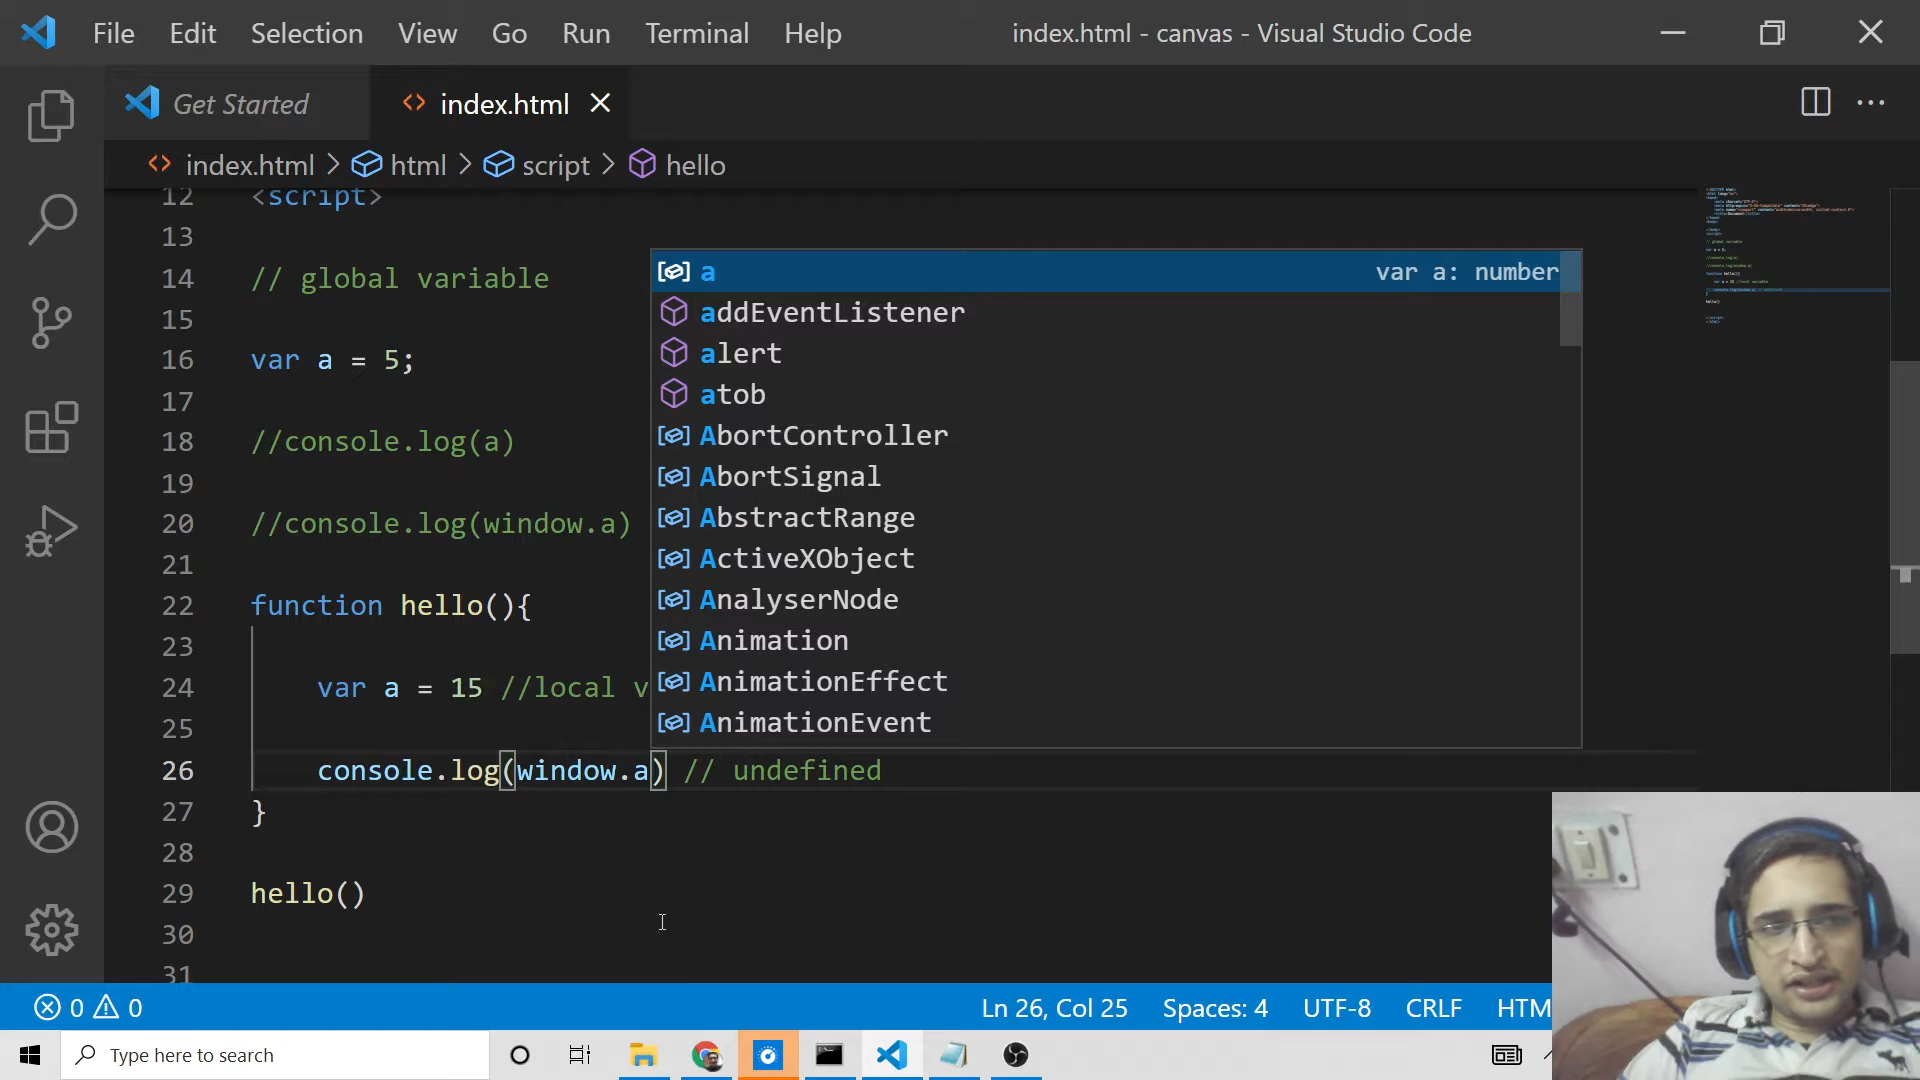 File Edit Selection View Go Run Terminal Help index.html - canvas - Visual Studio Code
Get Started index.html
index.html > html > script > hello
12 <script>
13
14 // global variable
15
16 var a = 5;
17
18 //console.log(a)
19
20 //console.log(window.a)
21
22 function hello(){
23
24 var a = 15 //local v
25
26 console.log(window.a) // undefined
27 }
28
29 hello()
30
31
a var a: number
addEventListener
alert
atob
AbortController
AbortSignal
AbstractRange
ActiveXObject
AnalyserNode
Animation
AnimationEffect
AnimationEvent
0 0 Ln 26, Col 25 Spaces: 4 UTF-8 CRLF HTM
Type here to search